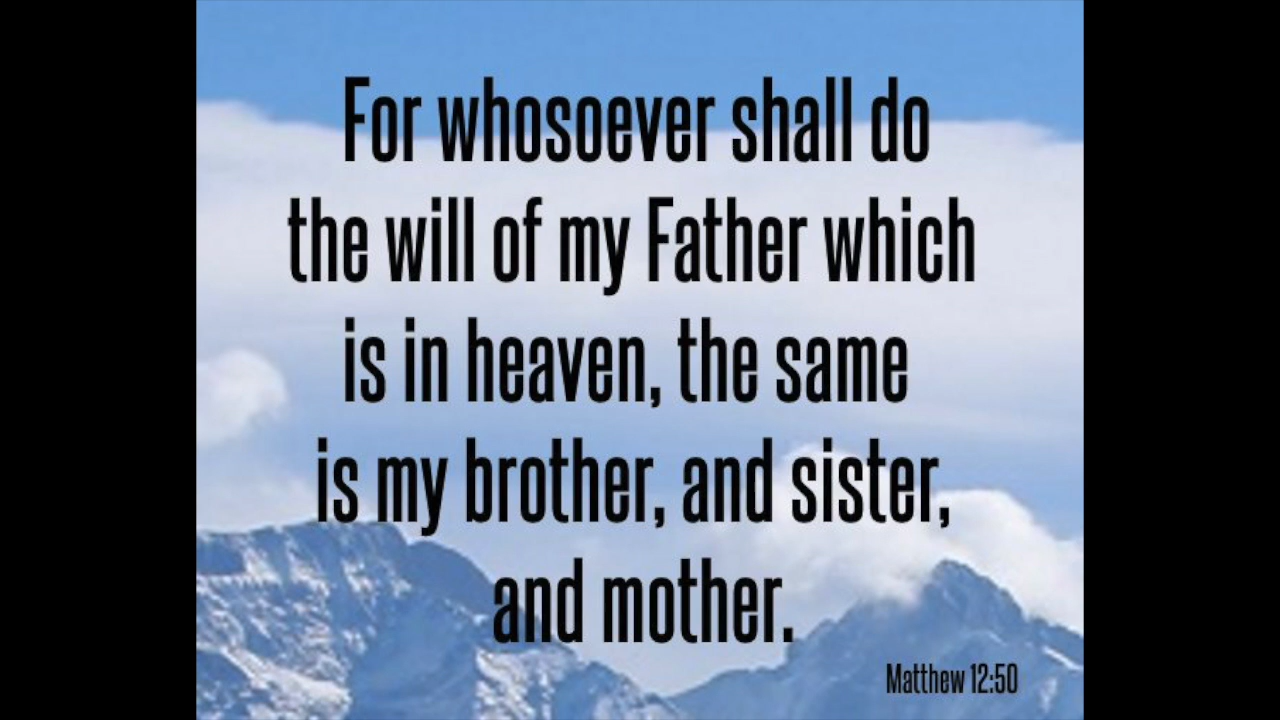 For whosoever shall do
the will of my Father which
is in heaven, the same
is my brother, and sister,
and mother.
Matthew 12:50